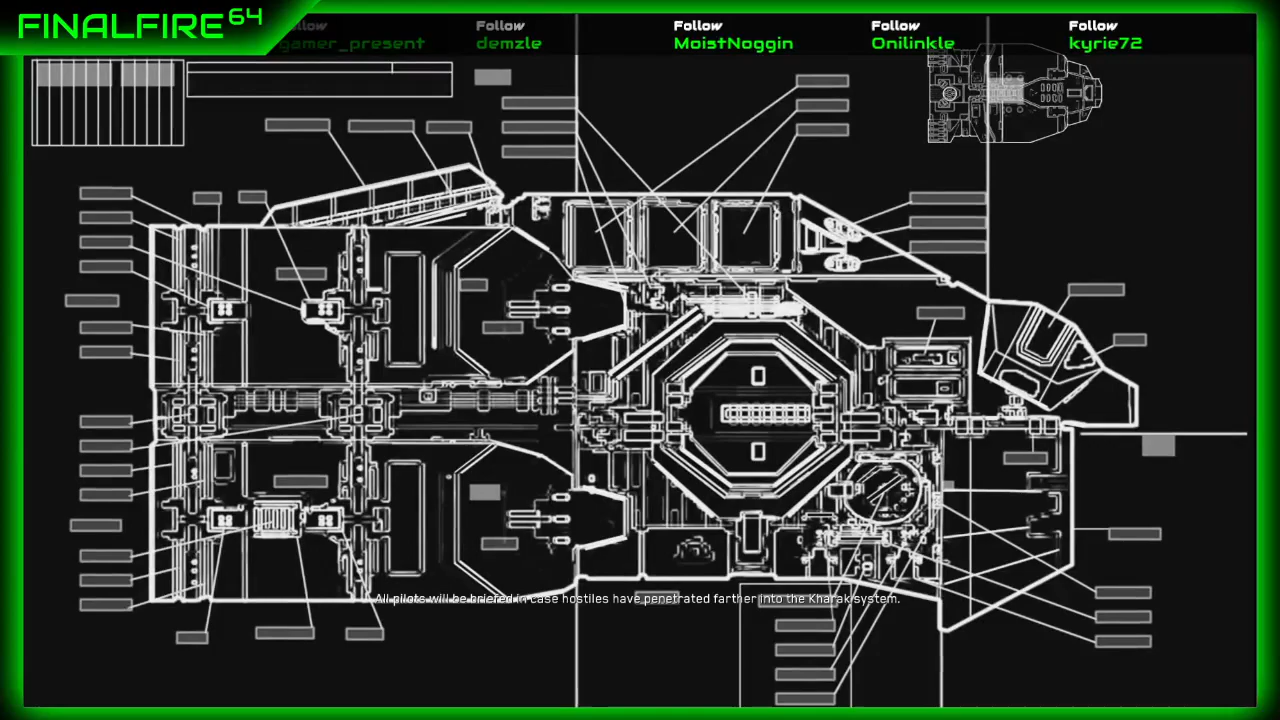 FINALFIRE64
Follow Follow Follow Follow Follow
gamer_present demzle MoistNoggin Onilinkle kyrie72
All pilots will be briefed in case hostiles have penetrated farther into the Kharak system.